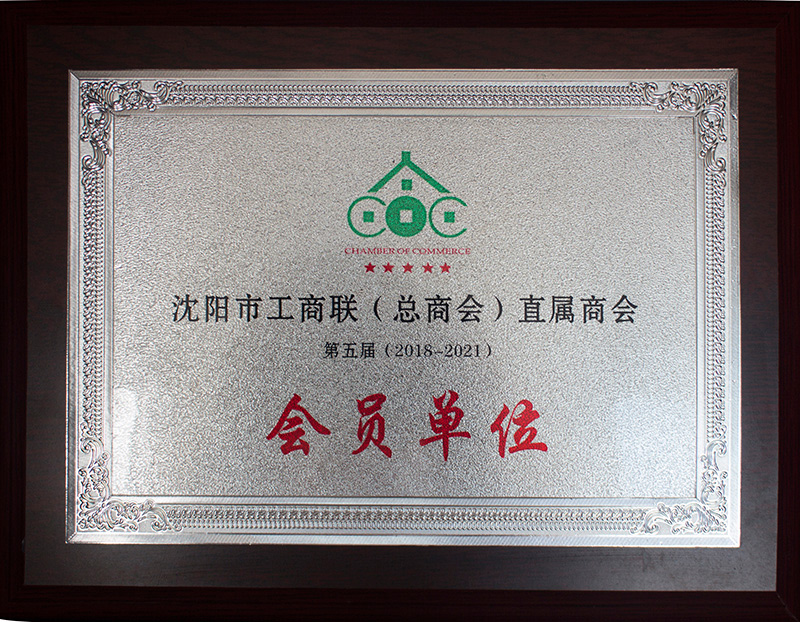 COC
CHAMBER OF COMMERCE
沈阳市工商联（总商会）直属商会
第五届（2018-2021）
会员单位